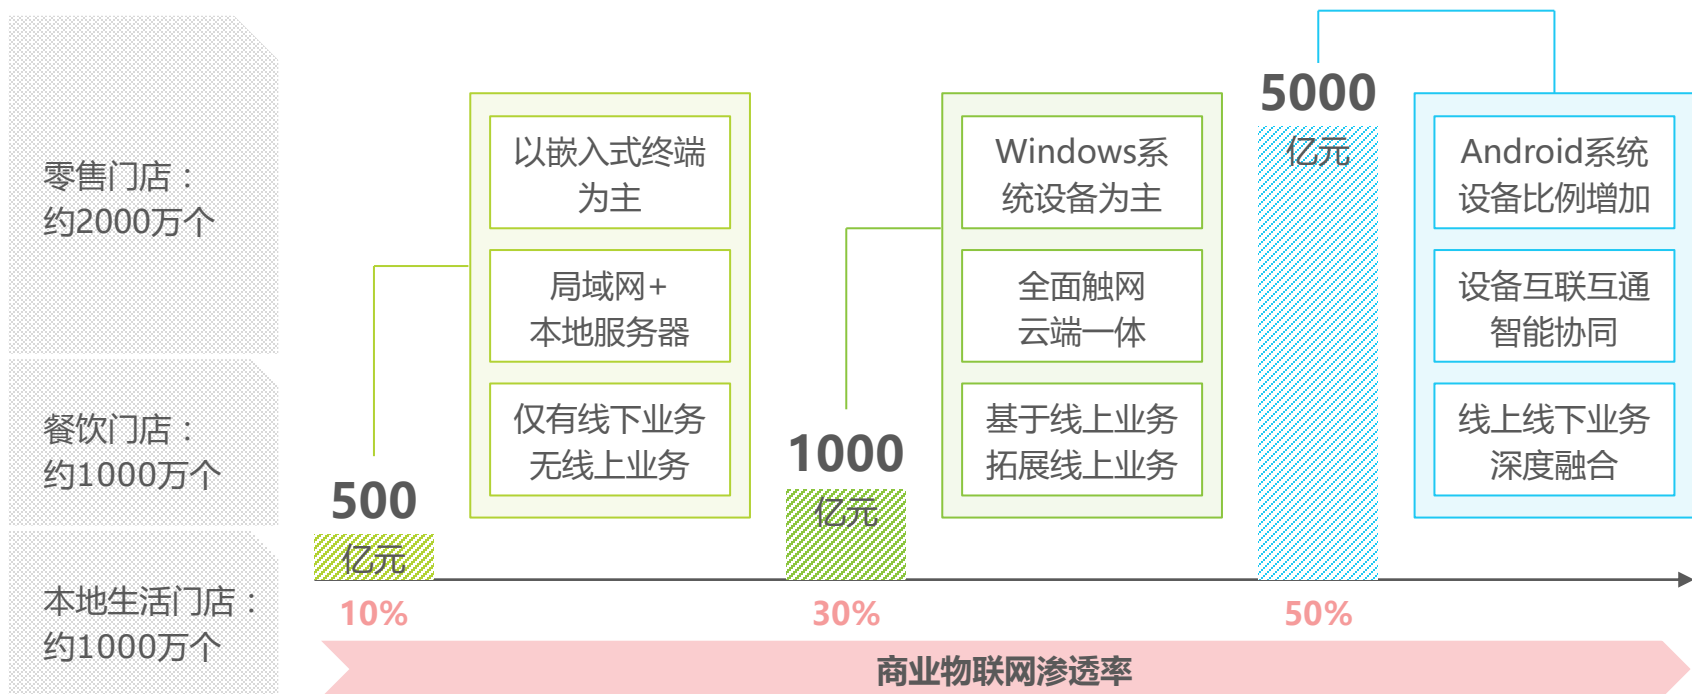 零售门店：
约2000万个
餐饮门店：
约1000万个
本地生活门店：
约1000万个
500
亿元
10%
以嵌入式终端
为主
局域网+
本地服务器
仅有线下业务
无线上业务
1000
亿元
30%
Windows系
统设备为主
全面触网
云端一体
基于线上业务
拓展线上业务
5000
亿元
50%
Android系统
设备比例增加
设备互联互通
智能协同
线上线下业务
深度融合
商业物联网渗透率